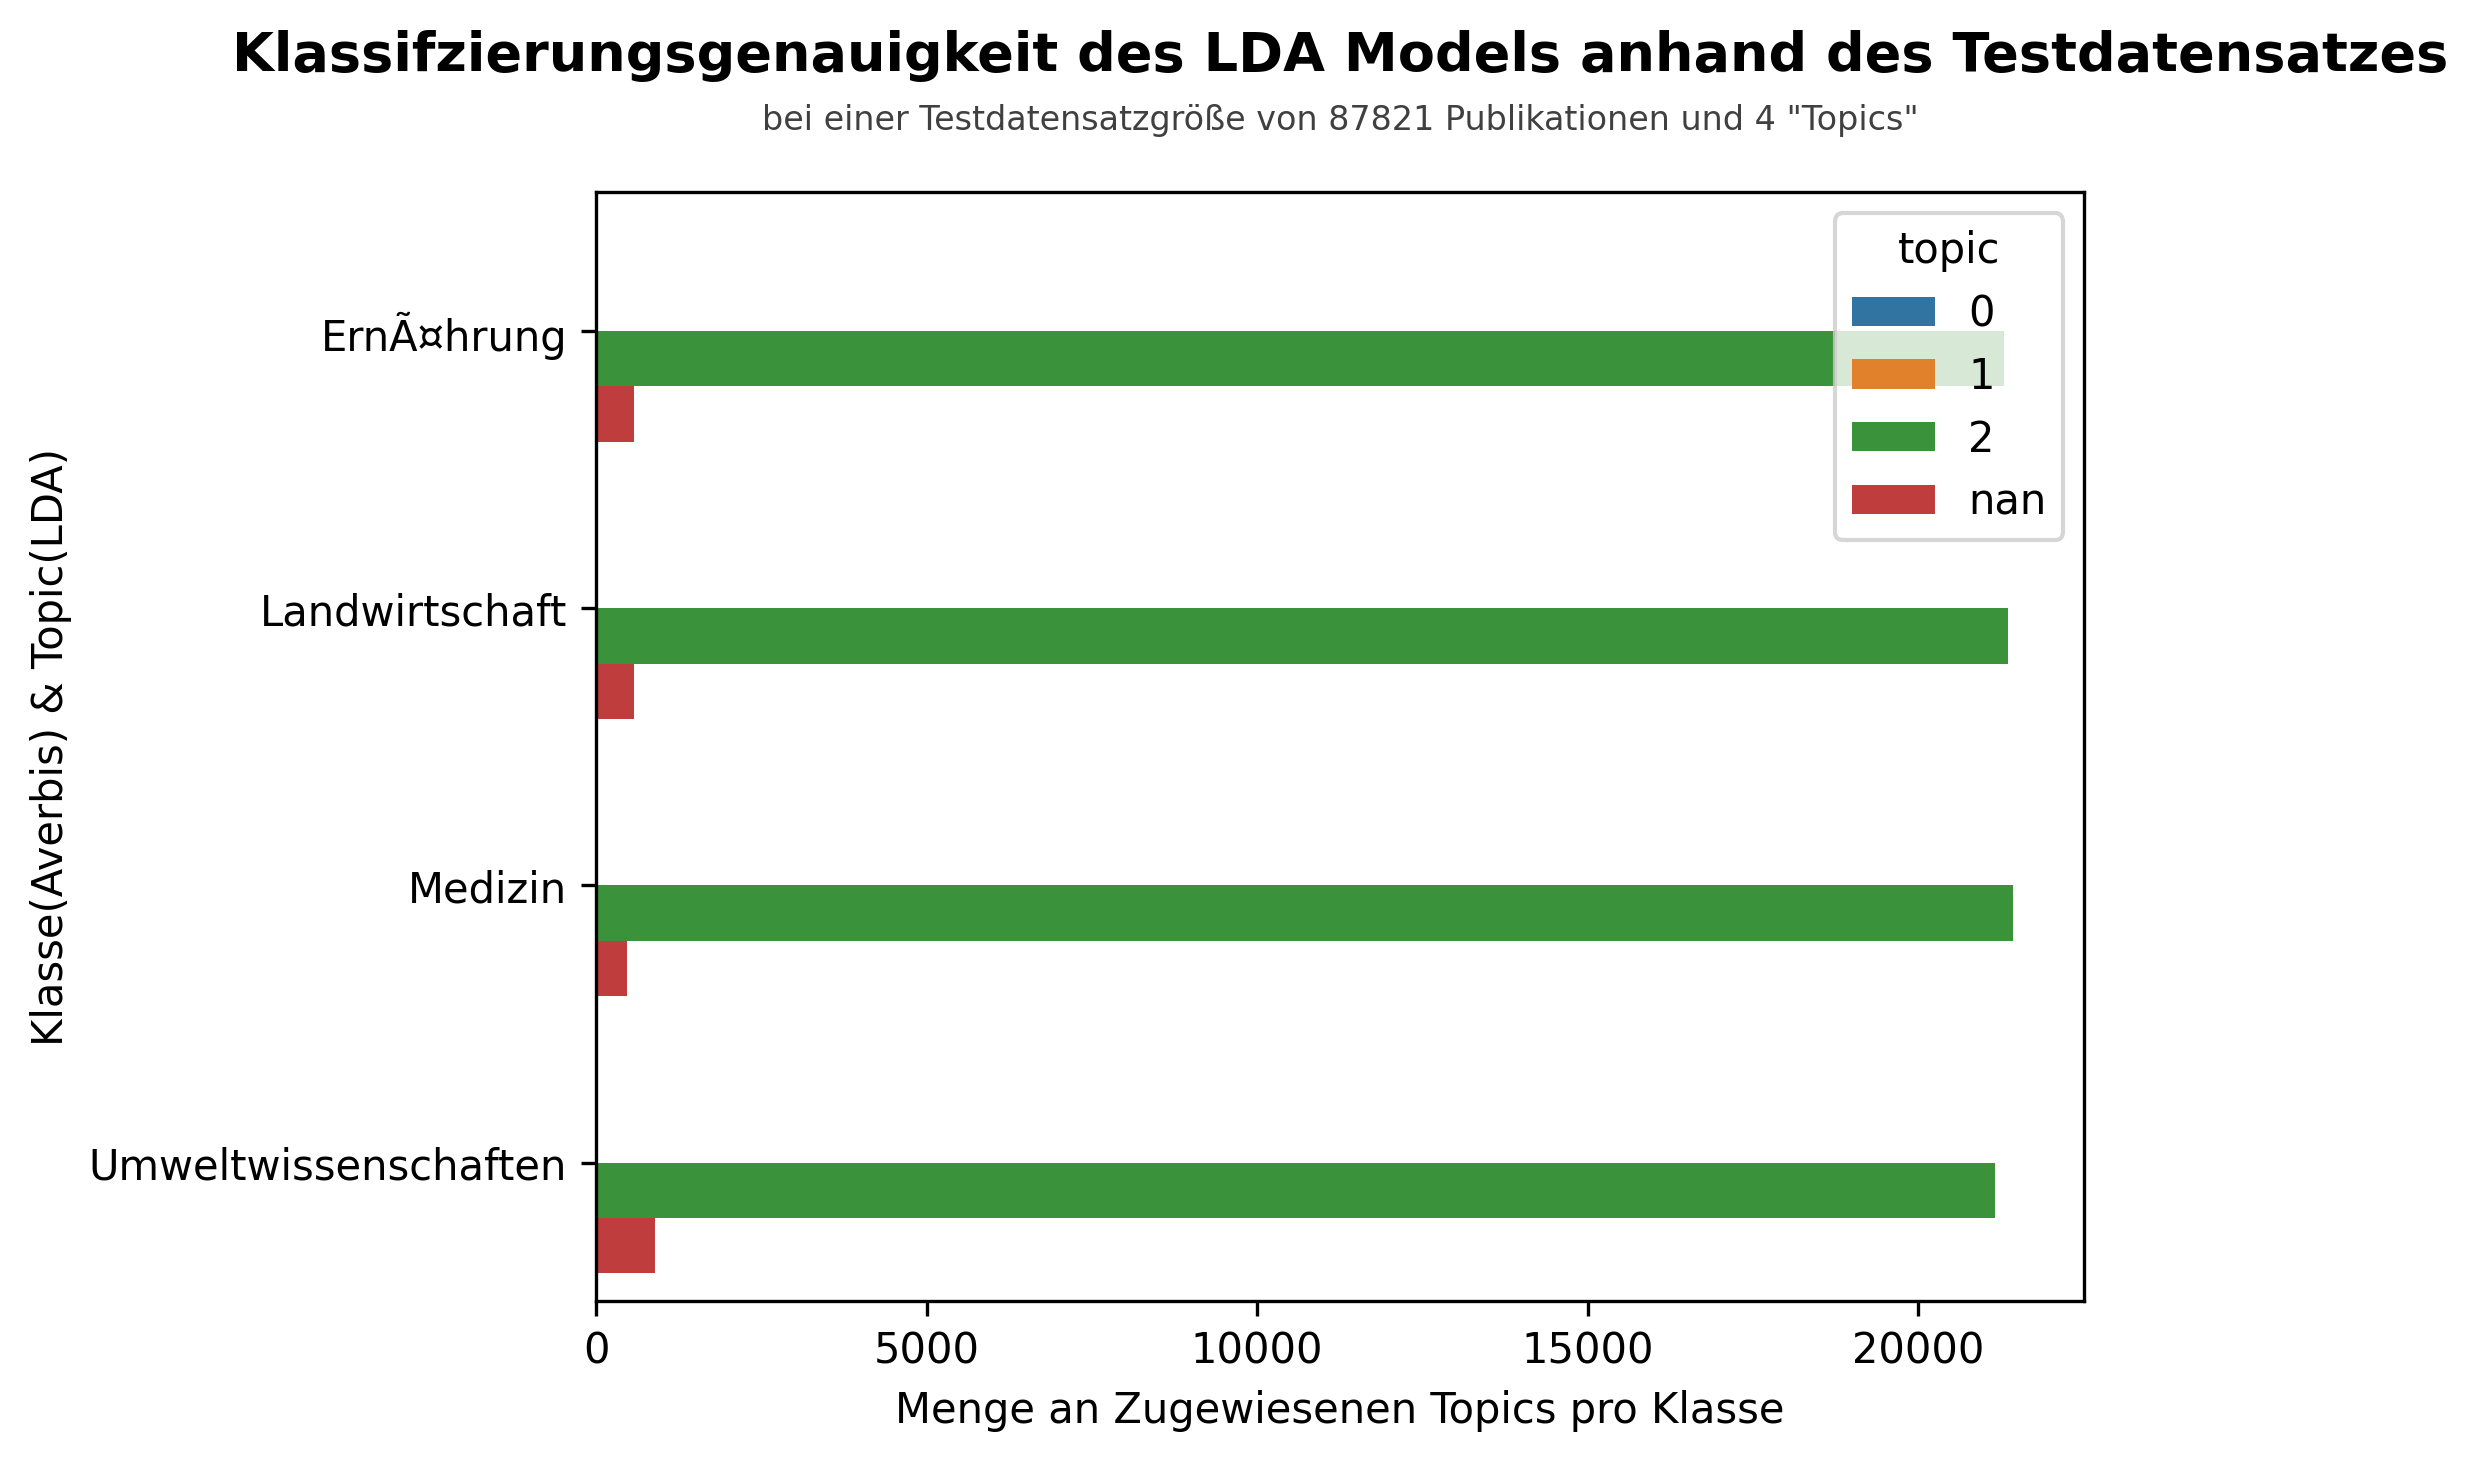 Klassifzierungsgenauigkeit des LDA Models anhand des Testdatensatzes
bei einer Testdatensatzgröße von 87821 Publikationen und 4 "Topics"
topic
0
1
2
nan
ErnÃ¤hrung
Landwirtschaft
Medizin
Umweltwissenschaften
Klasse(Averbis) & Topic(LDA)
0 5000 10000 15000 20000
Menge an Zugewiesenen Topics pro Klasse